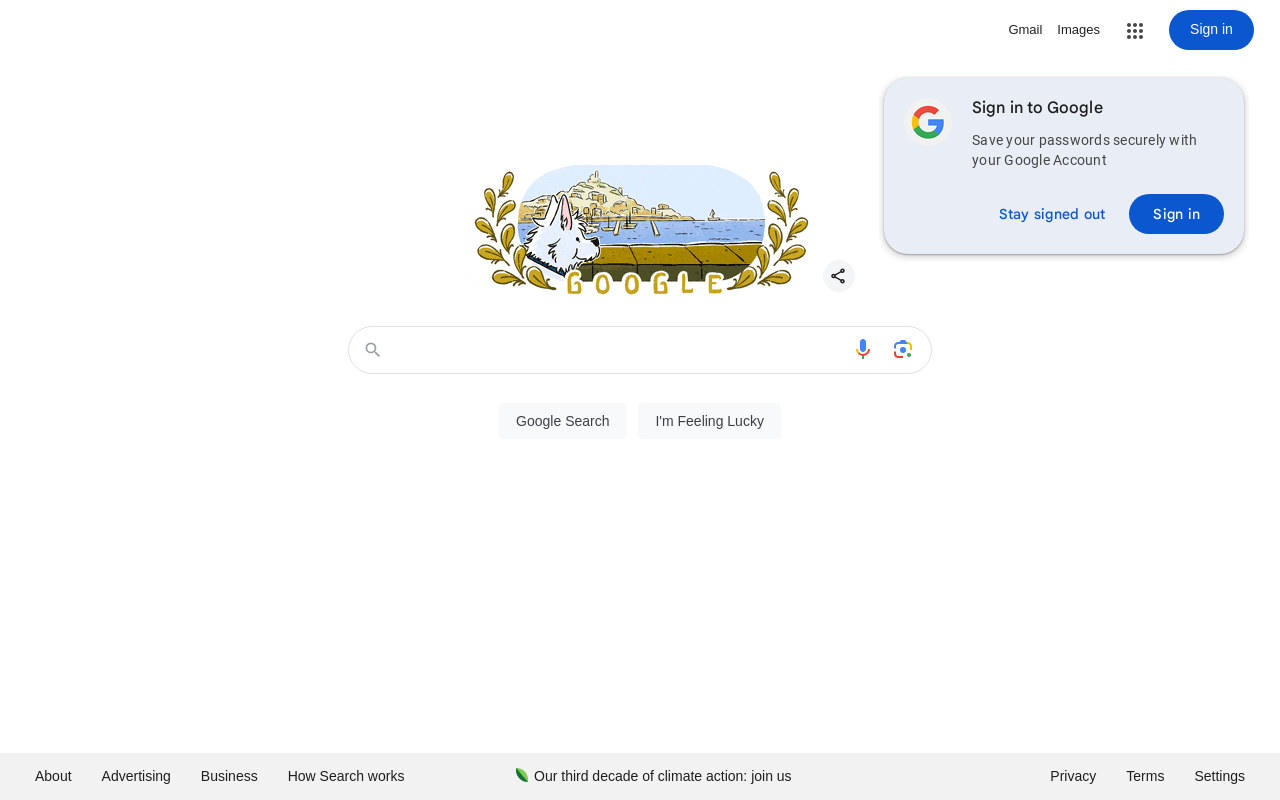 Gmail Images Sign in
Sign in to Google
Save your passwords securely with
your Google Account
Stay signed out Sign in
GOOGLE
Google Search I'm Feeling Lucky
About Advertising Business How Search works Our third decade of climate action: join us Privacy Terms Settings